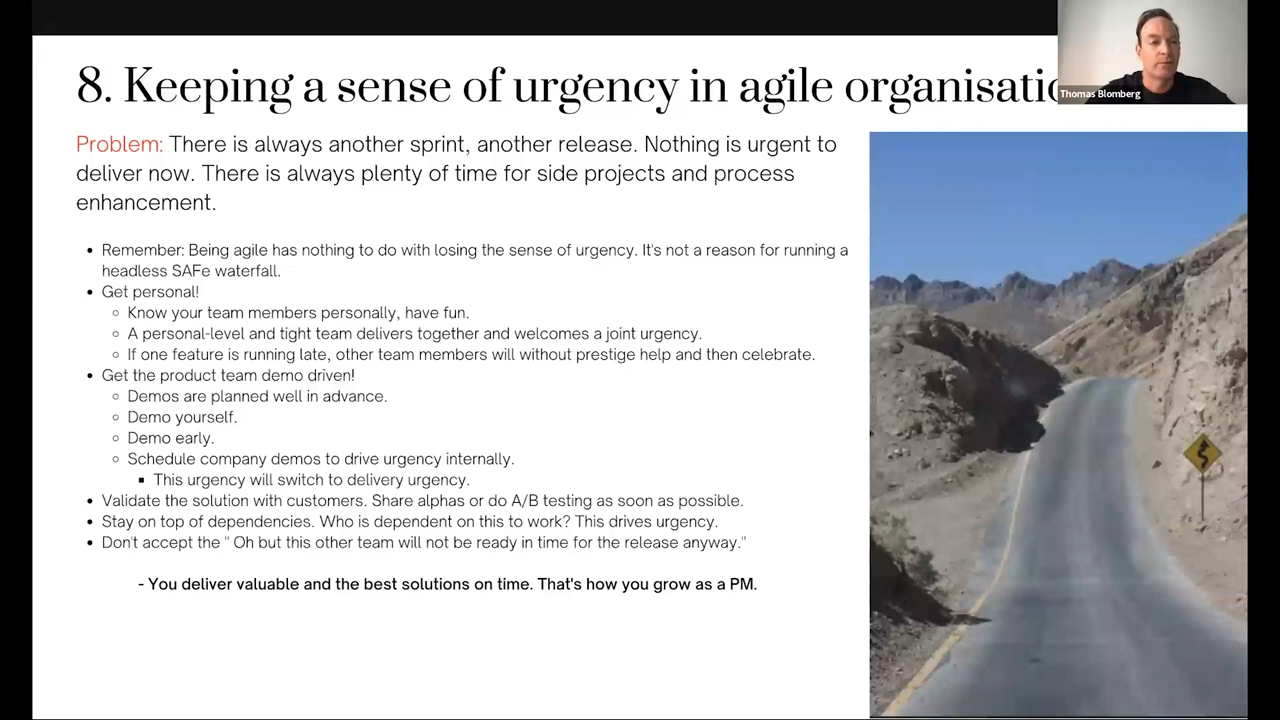 8. Keeping a sense of urgency in agile organisatio
Thomas Blomberg
Problem: There is always another sprint, another release. Nothing is urgent to
deliver now. There is always plenty of time for side projects and process
enhancement.
• Remember: Being agile has nothing to do with losing the sense of urgency. It's not a reason for running a
headless SAFe waterfall.
• Get personal!
◦ Know your team members personally, have fun.
◦ A personal-level and tight team delivers together and welcomes a joint urgency.
◦ If one feature is running late, other team members will without prestige help and then celebrate.
• Get the product team demo driven!
◦ Demos are planned well in advance.
◦ Demo yourself.
◦ Demo early.
◦ Schedule company demos to drive urgency internally.
▪ This urgency will switch to delivery urgency.
• Validate the solution with customers. Share alphas or do A/B testing as soon as possible.
• Stay on top of dependencies. Who is dependent on this to work? This drives urgency.
• Don't accept the " Oh but this other team will not be ready in time for the release anyway."
- You deliver valuable and the best solutions on time. That's how you grow as a PM.